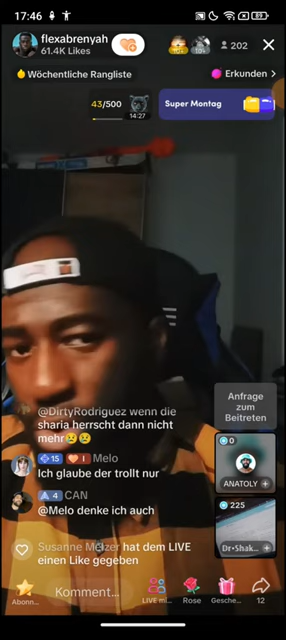 17:46
89
flexabrenyah
61.4K Likes
202
Wöchentliche Rangliste
Erkunden >
43/500
14:27
Super Montag
@DirtyRodriguez wenn die
sharia herrscht dann nicht
mehr😢😢
15 I Melo
Ich glaube der trollt nur
4 CAN
@Melo denke ich auch
Susanne Melzer hat dem LIVE
einen Like gegeben
Anfrage
zum
Beitreten
0
ANATOLY +
225
Dr•Shak... +
Abonn...
Komment...
LIVE mi...
Rose
Gesche...
12